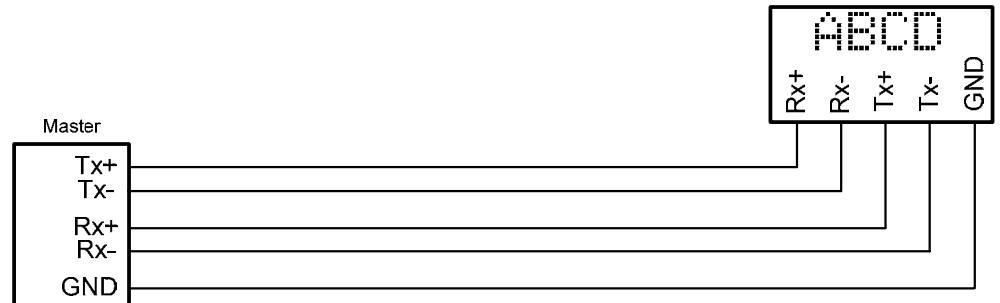 ABCD
Rx+
Rx-
Tx+
Tx-
GND
Master
Tx+
Tx-
Rx+
Rx-
GND